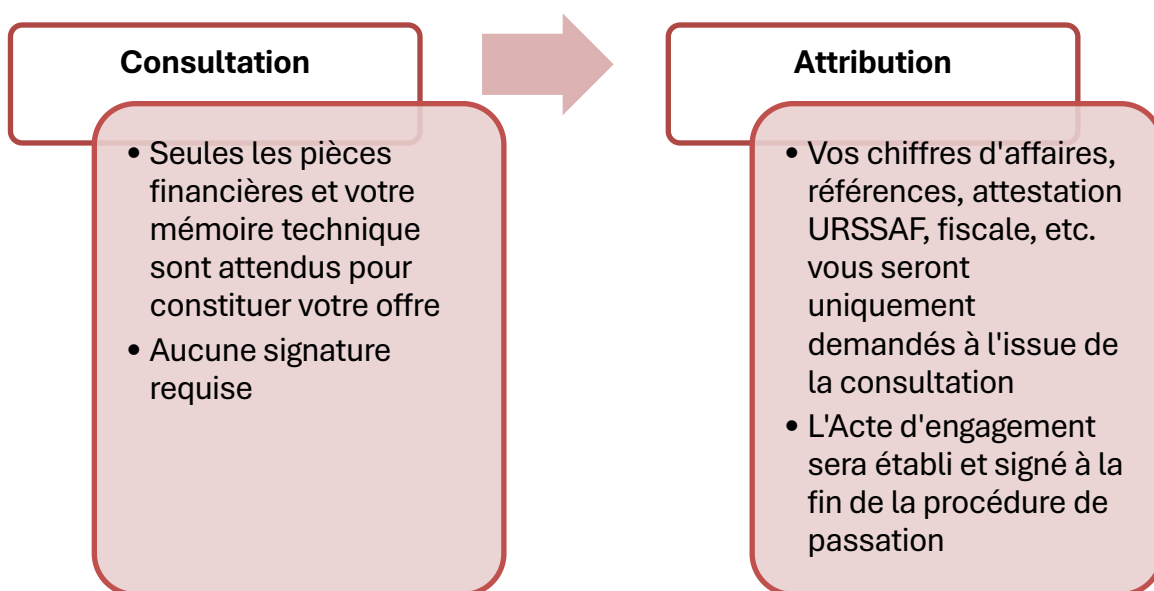 Consultation
• Seules les pièces
financières et votre
mémoire technique
sont attendus pour
constituer votre offre
• Aucune signature
requise
Attribution
• Vos chiffres d'affaires,
références, attestation
URSSAF, fiscale, etc.
vous seront
uniquement
demandés à l'issue de
la consultation
• L'Acte d'engagement
sera établi et signé à la
fin de la procédure de
passation